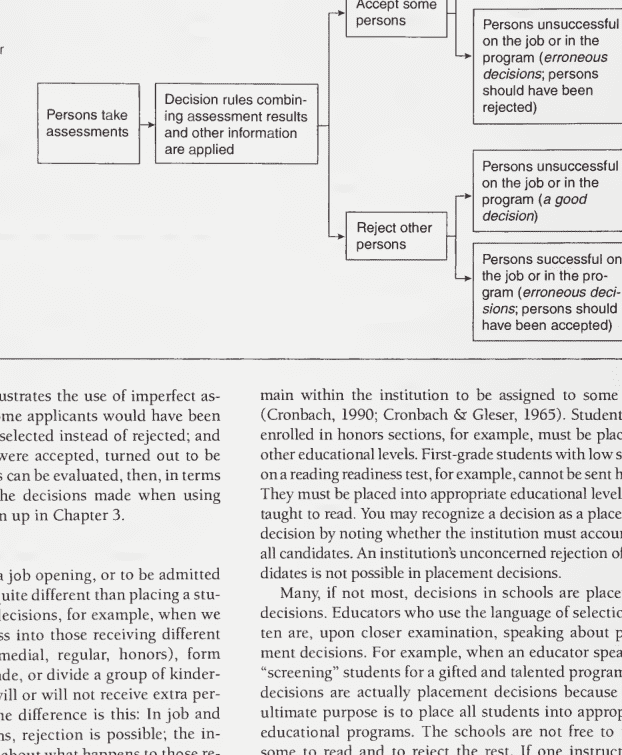 Accept some
persons
Persons unsuccessful
on the job or in the
program (erroneous
decisions; persons
should have been
rejected)
r
Persons take
assessments
Decision rules combin-
ing assessment results
and other information
are applied
Persons unsuccessful
on the job or in the
program (a good
decision)
Reject other
persons
Persons successful on
the job or in the pro-
gram (erroneous deci-
sions; persons should
have been accepted)
ustrates the use of imperfect as-
ome applicants would have been
selected instead of rejected; and
were accepted, turned out to be
s can be evaluated, then, in terms
he decisions made when using
n up in Chapter 3.
a job opening, or to be admitted
uite different than placing a stu-
decisions, for example, when we
ss into those receiving different
medial, regular, honors), form
de, or divide a group of kinder-
vill or will not receive extra per-
ne difference is this: In job and
ns, rejection is possible; the in-
about what happens to those re-
main within the institution to be assigned to some
(Cronbach, 1990; Cronbach & Gleser, 1965). Student
enrolled in honors sections, for example, must be plac
other educational levels. First-grade students with low s
on a reading readiness test, for example, cannot be sent h
They must be placed into appropriate educational level
taught to read. You may recognize a decision as a place
decision by noting whether the institution must accoun
all candidates. An institution's unconcerned rejection of
didates is not possible in placement decisions.
Many, if not most, decisions in schools are place
decisions. Educators who use the language of selectio
ten are, upon closer examination, speaking about p
ment decisions. For example, when an educator spea
"screening" students for a gifted and talented program
decisions are actually placement decisions because
ultimate purpose is to place all students into approp
educational programs. The schools are not free to
some to read and to reject the rest. If one instruct